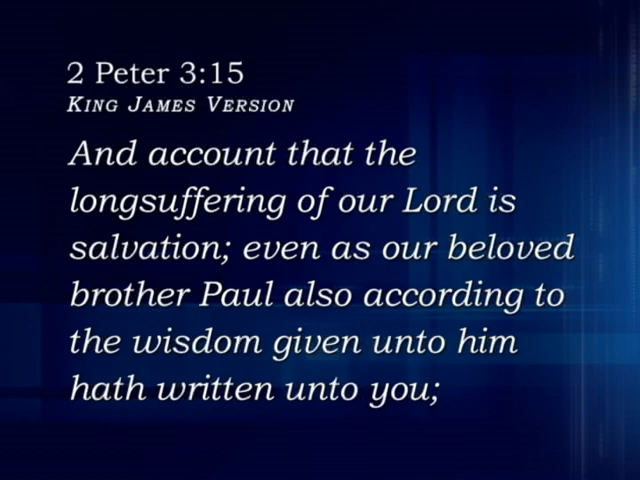 2 Peter 3:15
King James Version
And account that the
longsuffering of our Lord is
salvation; even as our beloved
brother Paul also according to
the wisdom given unto him
hath written unto you;